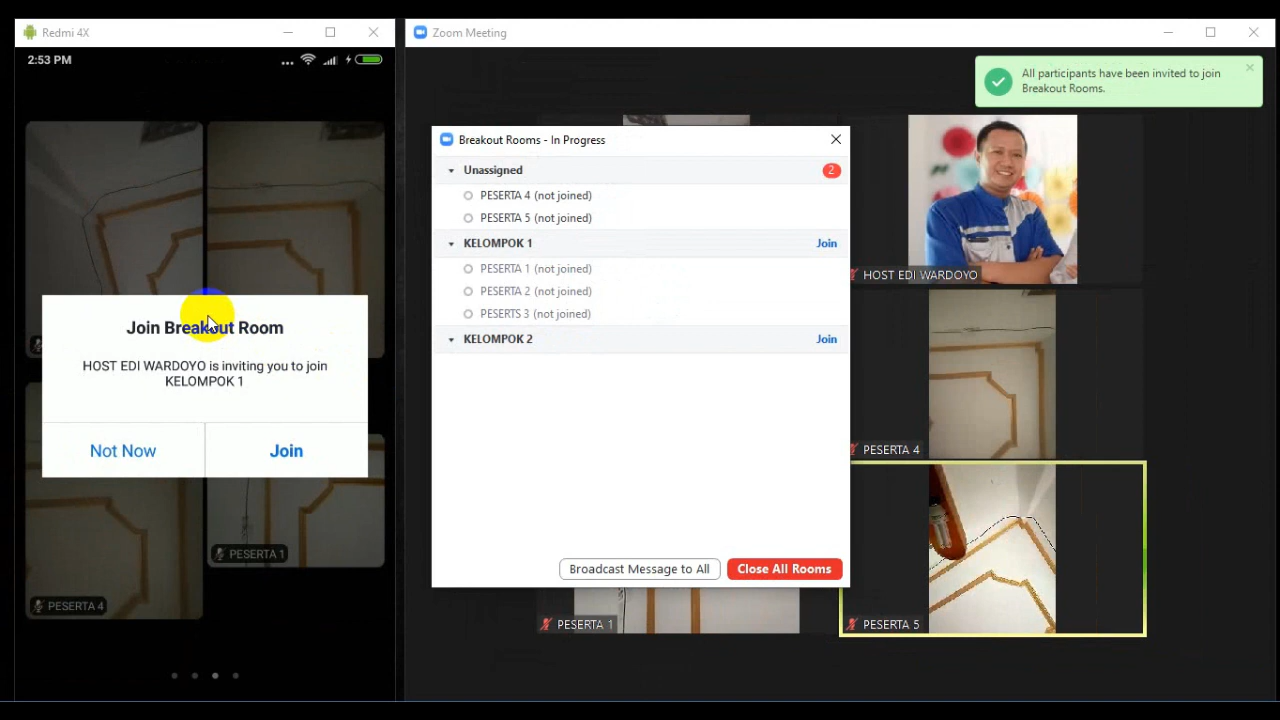 Redmi 4X
2:53 PM
Join Breakout Room
HOST EDI WARDOYO is inviting you to join
KELOMPOK 1
Not Now
Join
PESERTA 1
PESERTA 4
Zoom Meeting
All participants have been invited to join
Breakout Rooms.
Breakout Rooms - In Progress
Unassigned
2
PESERTA 4 (not joined)
PESERTA 5 (not joined)
KELOMPOK 1
Join
PESERTA 1 (not joined)
PESERTA 2 (not joined)
PESERTS 3 (not joined)
KELOMPOK 2
Join
Broadcast Message to All
Close All Rooms
HOST EDI WARDOYO
PESERTA 4
PESERTA 1
PESERTA 5